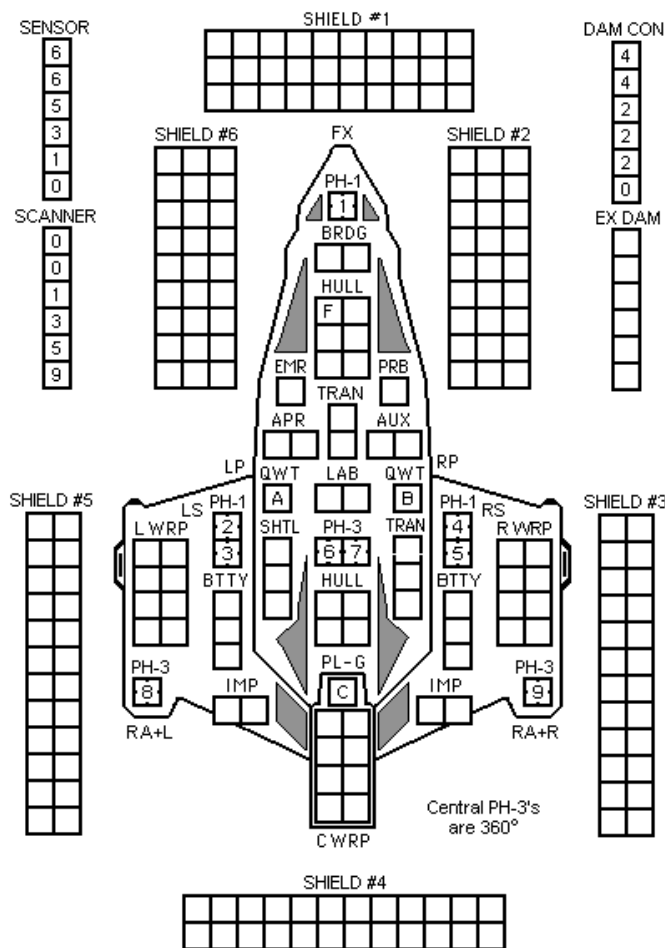 SHIELD #1
SENSOR
6
6
5
3
1
0
DAM CON
4
4
2
2
2
0
SHIELD #6
FX
SHIELD #2
PH-1
1
SCANNER
0
0
1
3
5
9
EX DAM
BRDG
HULL
F
EMR
PRB
TRAN
APR
AUX
LP
RP
QWT
LAB
QWT
A
B
SHIELD #5
SHIELD #3
LS
PH-1
2
3
PH-1
4
5
RS
L WRP
R WRP
SHTL
PH-3
6 7
TRAN
BTTY
HULL
BTTY
PL-G
C
PH-3
8
IMP
IMP
PH-3
9
RA+L
RA+R
Central PH-3's
are 360°
C WRP
SHIELD #4